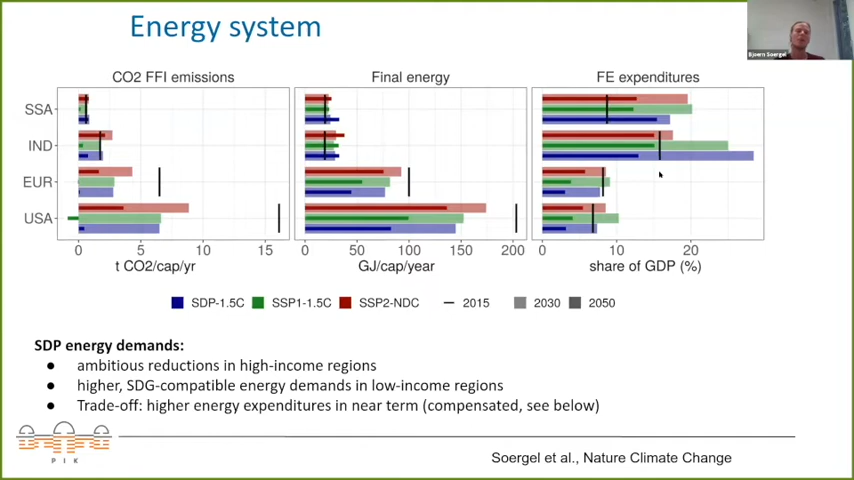 Energy system
Bjoern Soergel
CO2 FFI emissions
Final energy
FE expenditures
SSA
IND
EUR
USA
0 5 10 15
0 50 100 150 200
0 10 20
t CO2/cap/yr
GJ/cap/year
share of GDP (%)
SDP-1.5C SSP1-1.5C SSP2-NDC 2015 2030 2050
SDP energy demands:
● ambitious reductions in high-income regions
● higher, SDG-compatible energy demands in low-income regions
● Trade-off: higher energy expenditures in near term (compensated, see below)
P I K
Soergel et al., Nature Climate Change